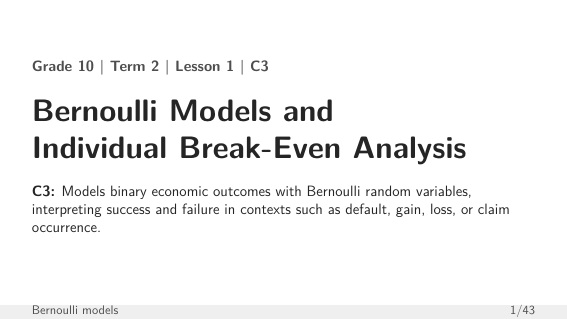 Grade 10 | Term 2 | Lesson 1 | C3
Bernoulli Models and
Individual Break-Even Analysis
C3: Models binary economic outcomes with Bernoulli random variables,
interpreting success and failure in contexts such as default, gain, loss, or claim
occurrence.
Bernoulli models 1/43